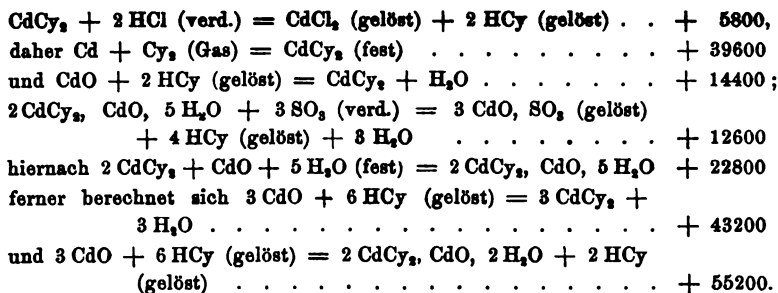 CdCy₂ + 2 HCl (verd.) = CdCl₂ (gelöst) + 2 HCy (gelöst) . . + 5800,
daher Cd + Cy₂ (Gas) = CdCy₂ (fest) . . . . . . . . + 39600
und CdO + 2 HCy (gelöst) = CdCy₂ + H₂O . . . . . . + 14400;
2 CdCy₂, CdO, 5 H₂O + 3 SO₃ (verd.) = 3 CdO, SO₃ (gelöst)
+ 4 HCy (gelöst) + 3 H₂O . . . . . . . . . + 12600
hiernach 2 CdCy₂ + CdO + 5 H₂O (fest) = 2 CdCy₂, CdO, 5 H₂O + 22800
ferner berechnet sich 3 CdO + 6 HCy (gelöst) = 3 CdCy₂ +
3 H₂O . . . . . . . . . . . . . . . . . . + 43200
und 3 CdO + 6 HCy (gelöst) = 2 CdCy₂, CdO, 2 H₂O + 2 HCy
(gelöst) . . . . . . . . . . . . . . . . . + 55200.